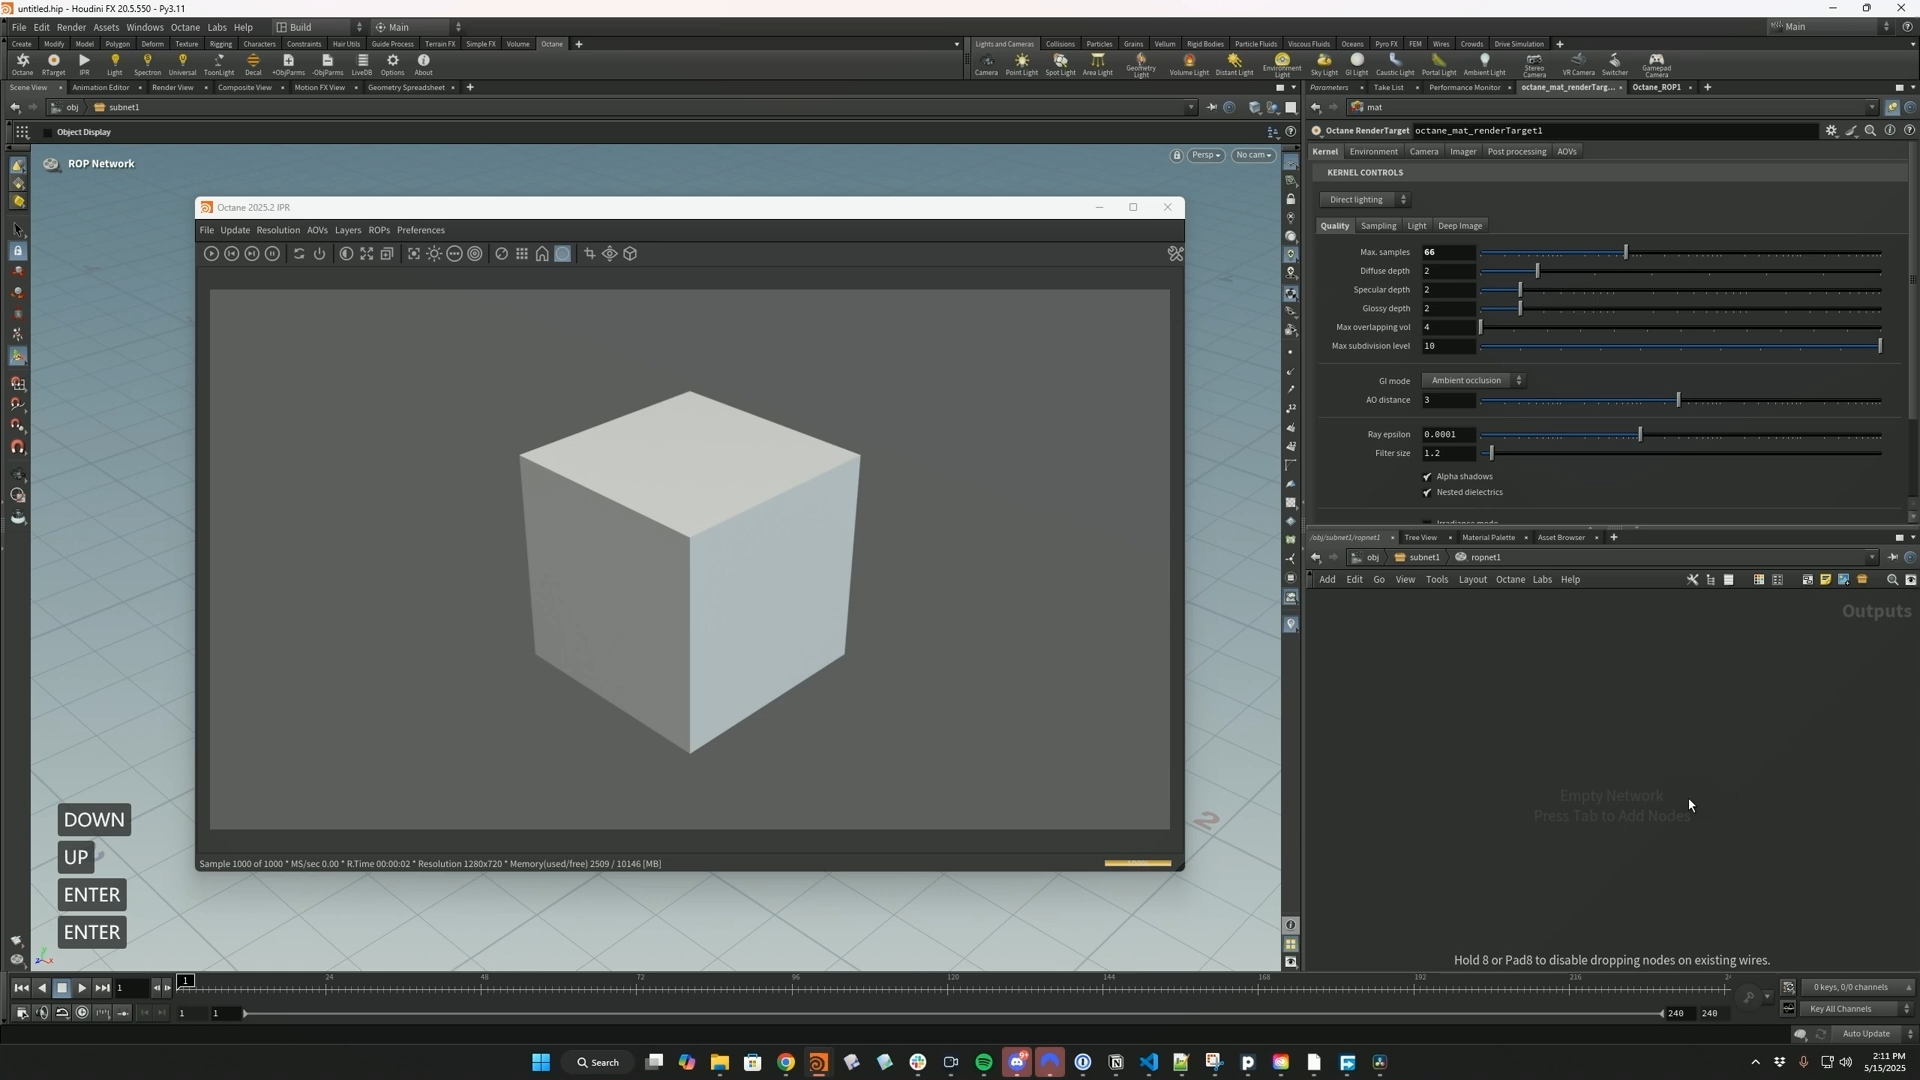 untitled.hip - Houdini FX 20.5.550 - Py3.11
File Edit Render Assets Windows Octane Labs Help Build Main Main
Create Modify Model Polygon Deform Texture Rigging Characters Constraints Hair Utils Guide Process Terrain FX Simple FX Volume Octane
Lights and Cameras Collisions Particles Grains Vellum Rigid Bodies Particle Fluids Viscous Fluids Oceans Pyro FX FEM Wires Crowds Drive Simulation
Octane RTarget IPR Light Spectron Universal ToonLight Decal +ObjParms -ObjParms LiveDB Options About
Camera Point Light Spot Light Area Light Geometry Light Volume Light Distant Light Environment Light Sky Light GI Light Caustic Light Portal Light Ambient Light Stereo Camera VR Camera Switcher Gamepad Camera
Scene View Animation Editor Render View Composite View Motion FX View Geometry Spreadsheet
Parameters Take List Performance Monitor octane_mat_renderTarg... Octane_ROP1
obj subnet1
mat
Object Display
Octane RenderTarget octane_mat_renderTarget1
ROP Network
Persp No cam
Kernel Environment Camera Imager Post processing AOVs
KERNEL CONTROLS
Direct lighting
Quality Sampling Light Deep Image
Max. samples 66
Diffuse depth 2
Specular depth 2
Glossy depth 2
Max overlapping vol 4
Max subdivision level 10
GI mode Ambient occlusion
AO distance 3
Ray epsilon 0.0001
Filter size 1.2
Alpha shadows
Nested dielectrics
Octane 2025.2 IPR
File Update Resolution AOVs Layers ROPs Preferences
Sample 1000 of 1000 * MS/sec 0.00 * R.Time 00:00:02 * Resolution 1280x720 * Memory(used/free) 2509 / 10146 [MB]
/obj/subnet1/ropnet1 Tree View Material Palette Asset Browser
obj subnet1 ropnet1
Add Edit Go View Tools Layout Octane Labs Help
Outputs
Empty Network
Press Tab to Add Nodes
Hold 8 or Pad8 to disable dropping nodes on existing wires.
2
DOWN
UP
ENTER
ENTER
1 1 24 48 72 96 120 144 168 192 216
0 keys, 0/0 channels
1 1 240 240 Key All Channels
Auto Update
Search
2:11 PM
5/15/2025